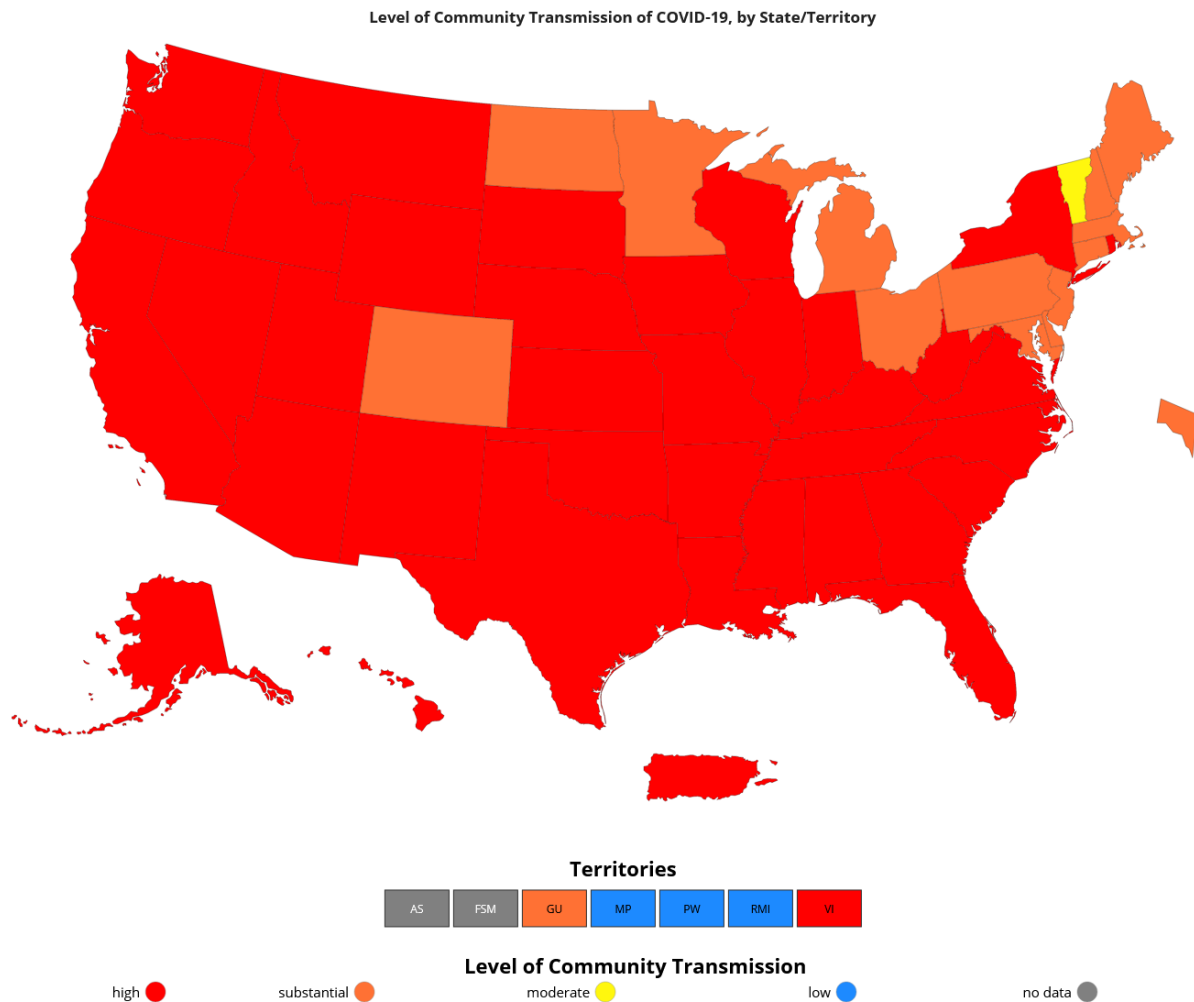 Level of Community Transmission of COVID-19, by State/Territory
Territories
AS FSM GU MP PW RMI VI
Level of Community Transmission
high substantial moderate low no data